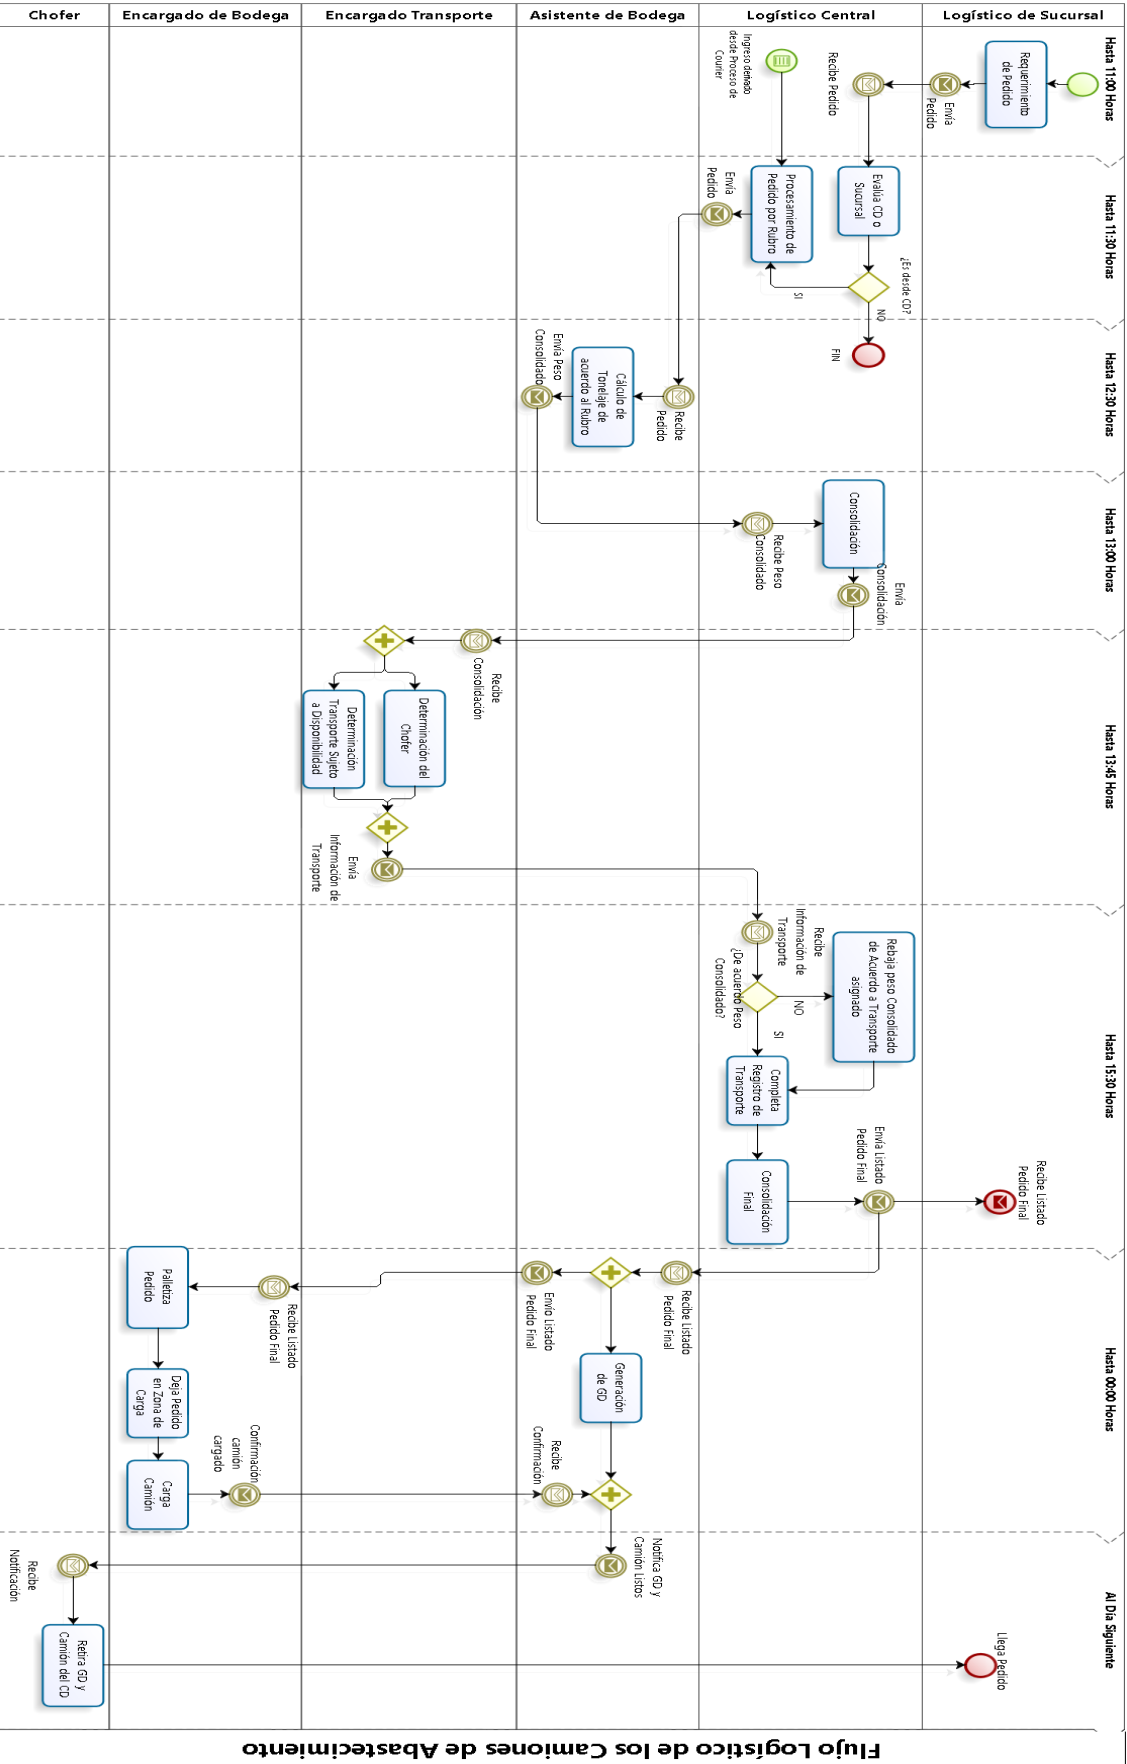 Chofer
Encargado de Bodega
Encargado Transporte
Asistente de Bodega
Logístico Central
Logístico de Sucursal
Hasta 11:00 Horas
Requerimiento
de Pedido
Envía
Pedido
Recibe Pedido
Ingreso derivado
desde Proceso de
Courier
Hasta 11:30 Horas
Evalúa CD o
Sucursal
¿Es desde CD?
NO
SI
FIN
Procesamiento de
Pedido por Rubro
Envía
Pedido
Hasta 12:30 Horas
Recibe
Pedido
Cálculo de
Tonelaje de
acuerdo al Rubro
Envía Peso
Consolidado
Hasta 13:00 Horas
Recibe Peso
Consolidado
Consolidación
Envía
Consolidación
Hasta 13:45 Horas
Recibe
Consolidación
Determinación del
Chofer
Determinación
Transporte Sujeto
a Disponibilidad
Envía
Información de
Transporte
Hasta 15:30 Horas
Recibe
Información de
Transporte
¿De acuerdo Peso
Consolidado?
NO
SI
Rebaja peso Consolidado
de Acuerdo a Transporte
asignado
Completa
Registro de
Transporte
Consolidación
Final
Envía Listado
Pedido Final
Recibe Listado
Pedido Final
Hasta 00:00 Horas
Recibe Listado
Pedido Final
Envío Listado
Pedido Final
Generación
de GD
Recibe Listado
Pedido Final
Palletiza
Pedido
Deja Pedido
en Zona de
Carga
Carga
Camión
Confirmación
camión
cargado
Recibe
Confirmación
Al Día Siguiente
Notifica GD y
Camión Listos
Recibe
Notificación
Retira GD y
Camión del CD
Llega Pedido
Flujo Logístico de los Camiones de Abastecimiento